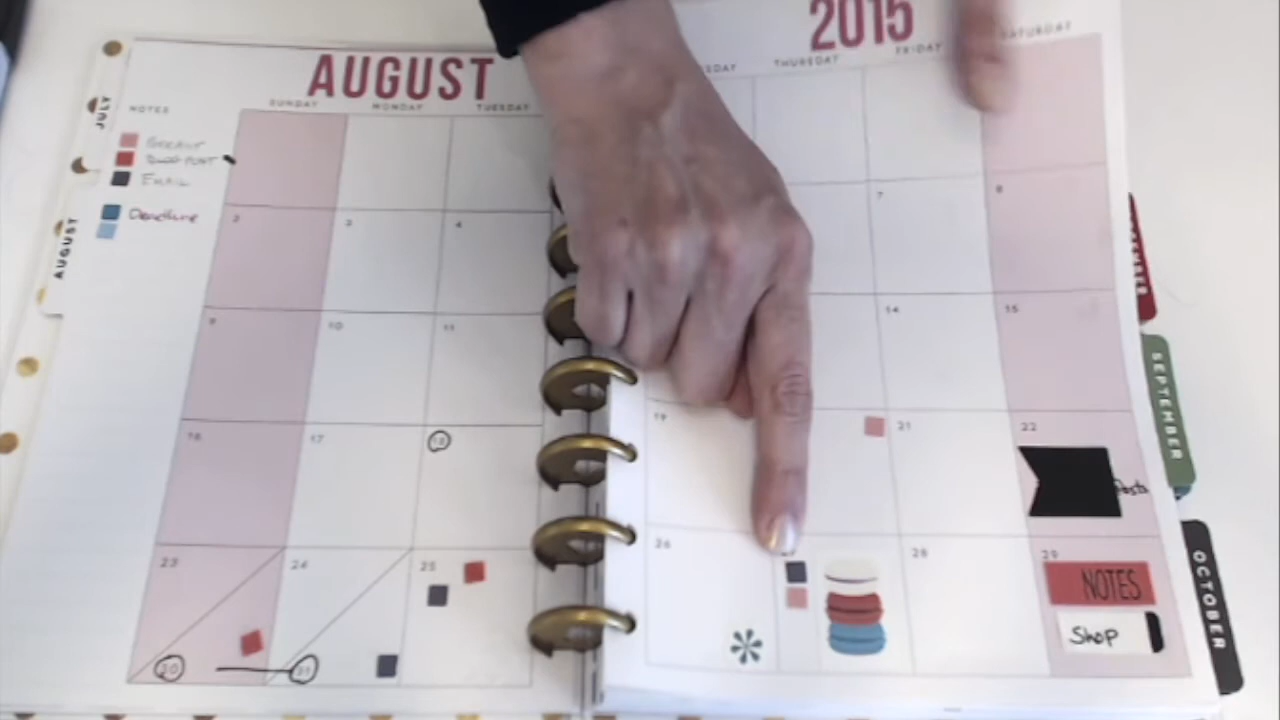 AUGUST
2015
NOTES
SUNDAY
MONDAY
TUESDAY
THURSDAY
FRIDAY
SATURDAY
JULY
AUGUST
EMAIL
Deadline
2
3
4
7
8
9
10
11
14
15
16
17
18
19
21
22
Posts
23
24
25
26
28
29
NOTES
Shop
30
31
SEPTEMBER
OCTOBER